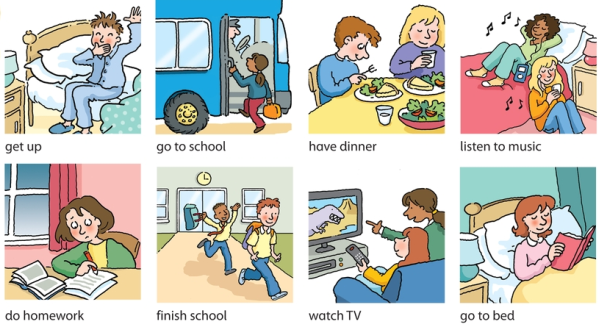 get up
go to school
have dinner
listen to music
do homework
finish school
watch TV
go to bed